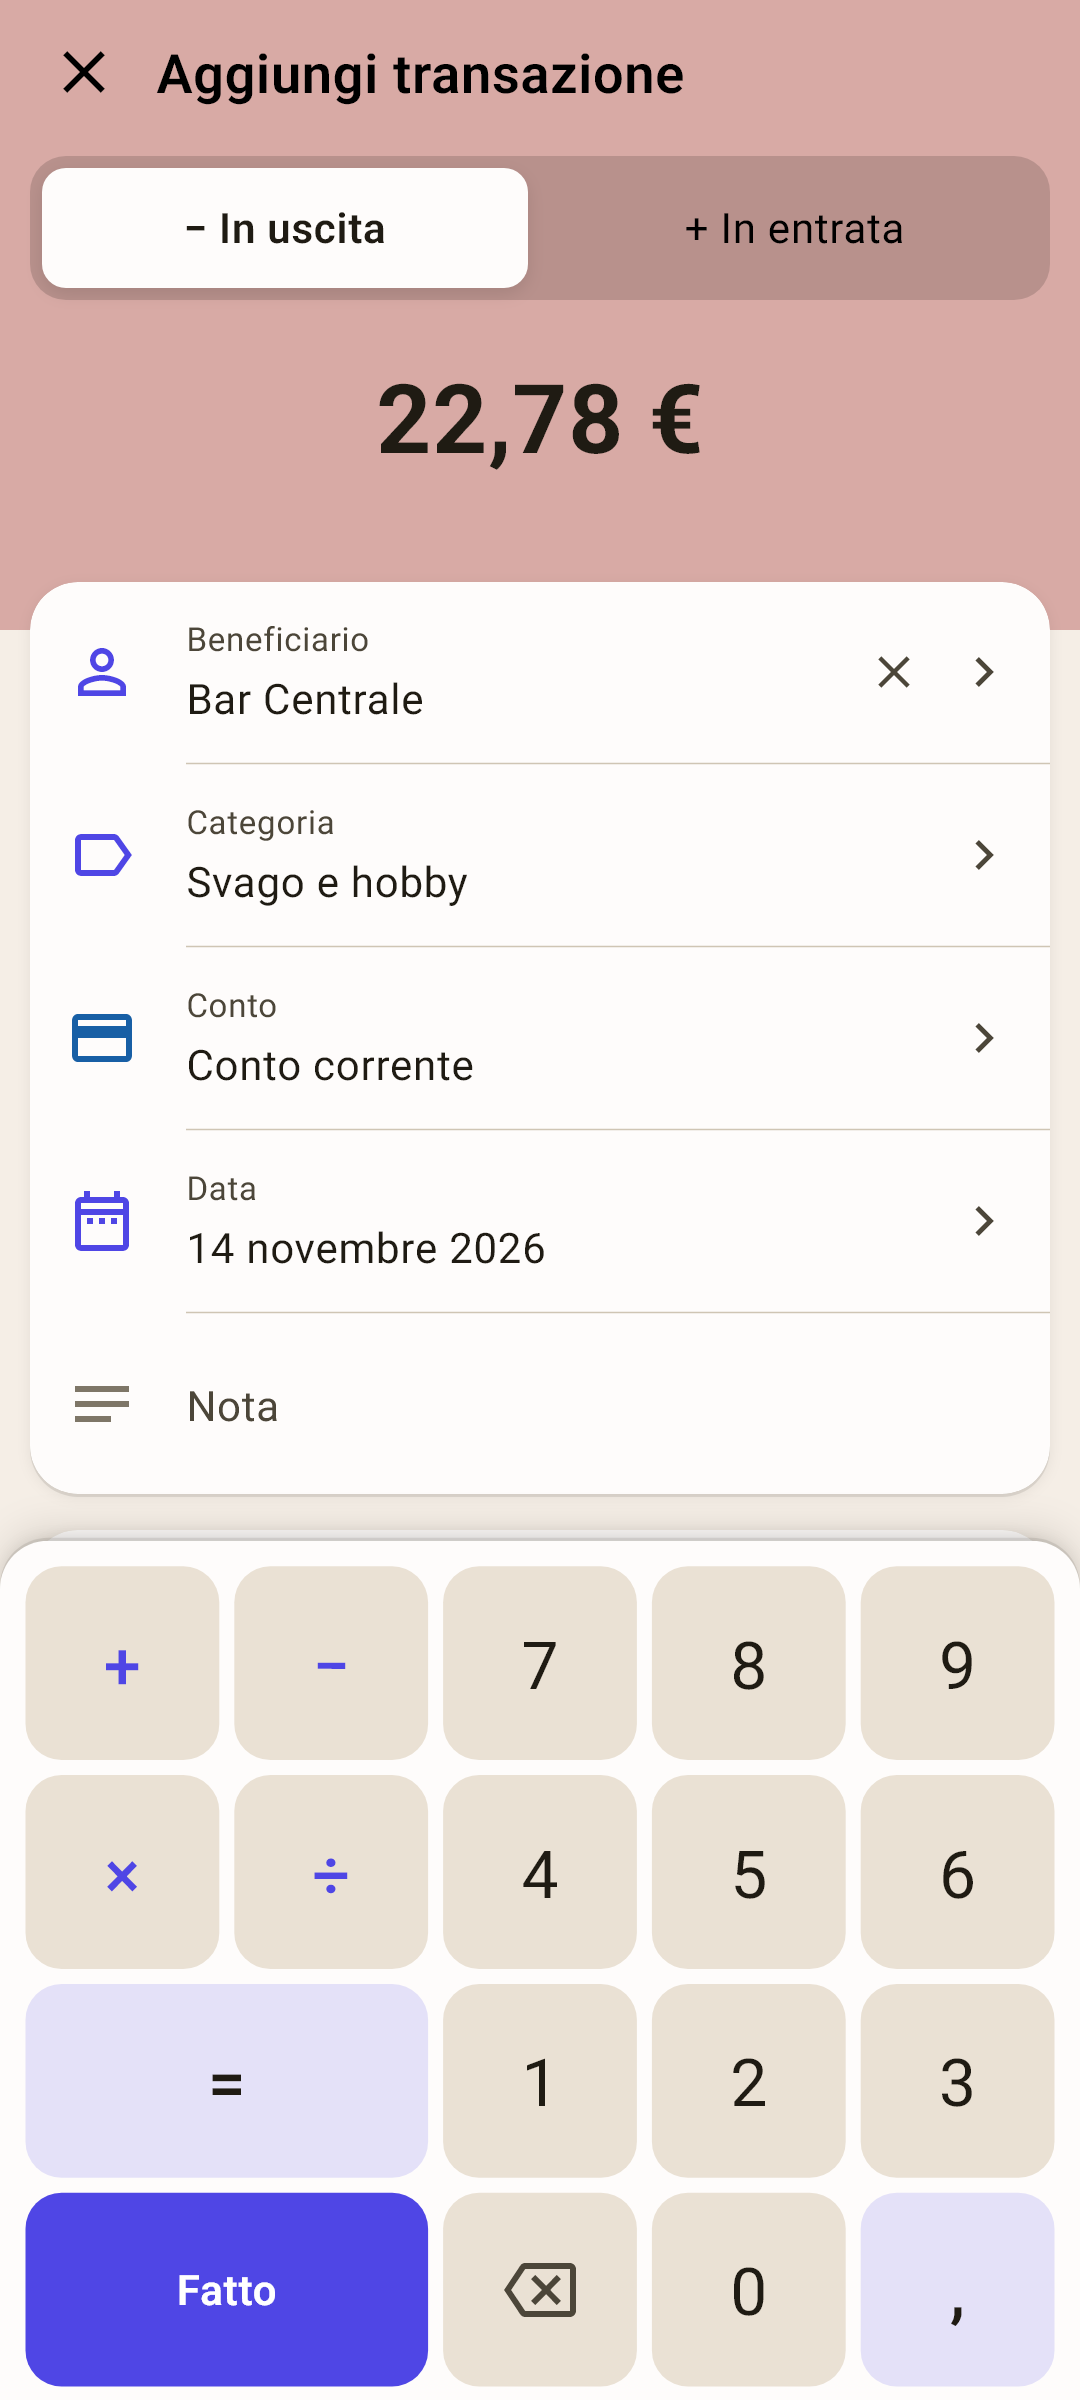 Aggiungi transazione
− In uscita
+ In entrata
22,78 €
Beneficiario
Bar Centrale
Categoria
Svago e hobby
Conto
Conto corrente
Data
14 novembre 2026
Nota
+ − 7 8 9
× ÷ 4 5 6
= 1 2 3
Fatto 0 ,